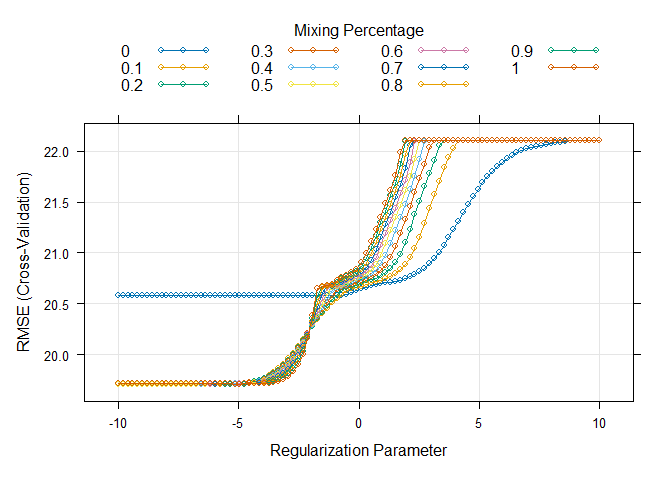 Mixing Percentage
0 0.3 0.6 0.9
0.1 0.4 0.7 1
0.2 0.5 0.8
RMSE (Cross-Validation)
22.0
21.5
21.0
20.5
20.0
-10 -5 0 5 10
Regularization Parameter